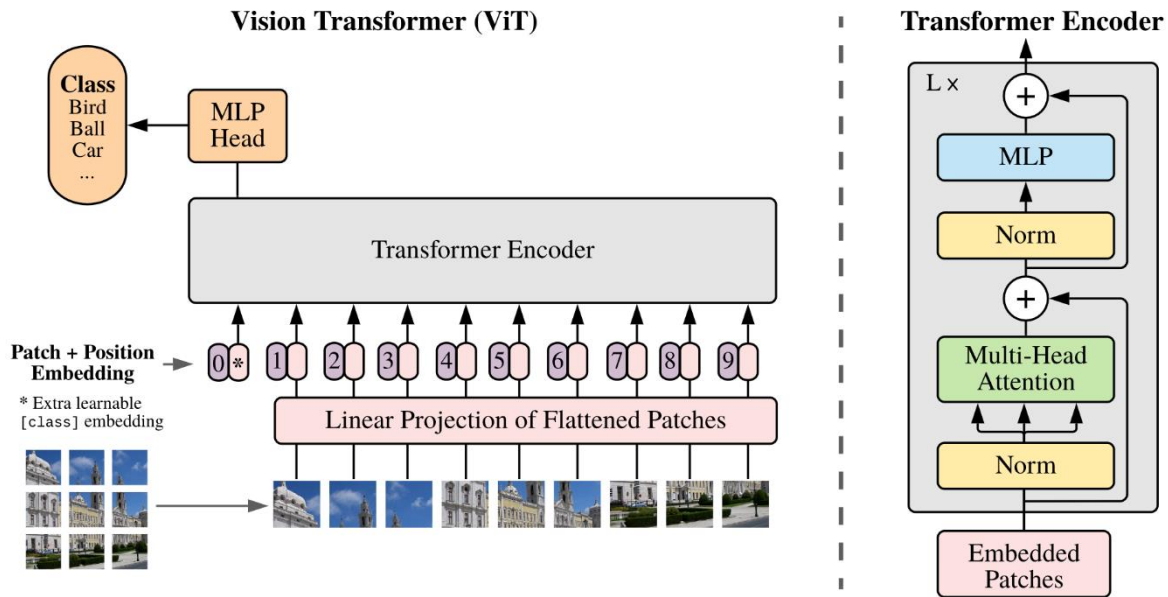 Vision Transformer (ViT)
Class
Bird
Ball
Car
...
MLP
Head
Transformer Encoder
Patch + Position
Embedding
0 * 1 2 3 4 5 6 7 8 9
* Extra learnable
[class] embedding
Linear Projection of Flattened Patches
Transformer Encoder
L ×
+
MLP
Norm
+
Multi-Head
Attention
Norm
Embedded
Patches